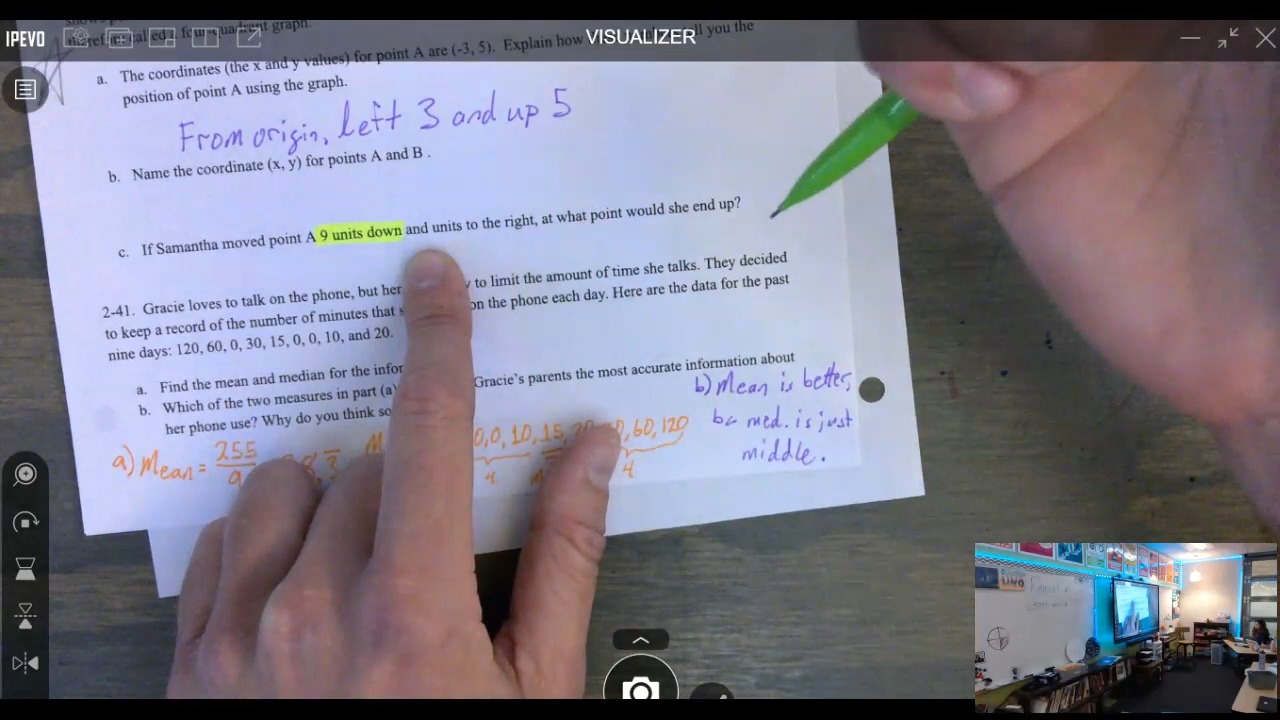 IPEVO
VISUALIZER
four-quadrant graph.
a. The coordinates (the x and y values) for point A are (-3, 5). Explain how you the
position of point A using the graph.
From origin, left 3 and up 5
b. Name the coordinate (x, y) for points A and B .
c. If Samantha moved point A 9 units down and units to the right, at what point would she end up?
2-41. Gracie loves to talk on the phone, but her to limit the amount of time she talks. They decided
to keep a record of the number of minutes that on the phone each day. Here are the data for the past
nine days: 120, 60, 0, 30, 15, 0, 0, 10, and 20.
a. Find the mean and median for the
b. Which of the two measures in part (a) Gracie's parents the most accurate information about
her phone use? Why do you think so
a) Mean = 255
9
0, 0, 10, 15, , 60, 120
4
4
b) Mean is better,
bc med. is just
middle.